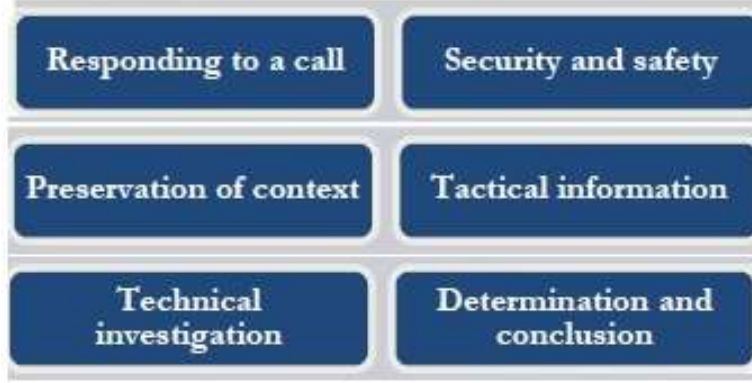 Responding to a call
Security and safety
Preservation of context
Tactical information
Technical
investigation
Determination and
conclusion